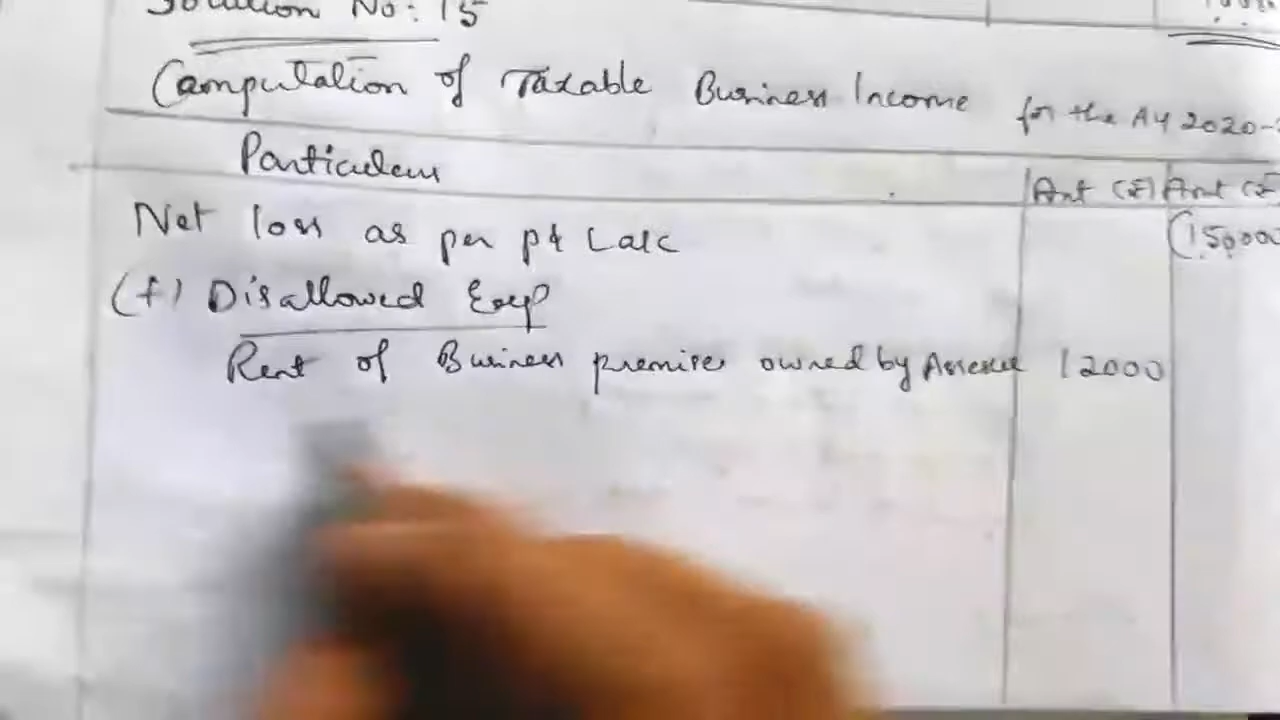 Solution No: 15
Computation of Taxable Business Income for the AY 2020-
Particulars
Amt (₹) Amt (₹
Net loss as per P& L a/c (15000
(+) Disallowed Exp
Rent of Business premises owned by Assessee 12000